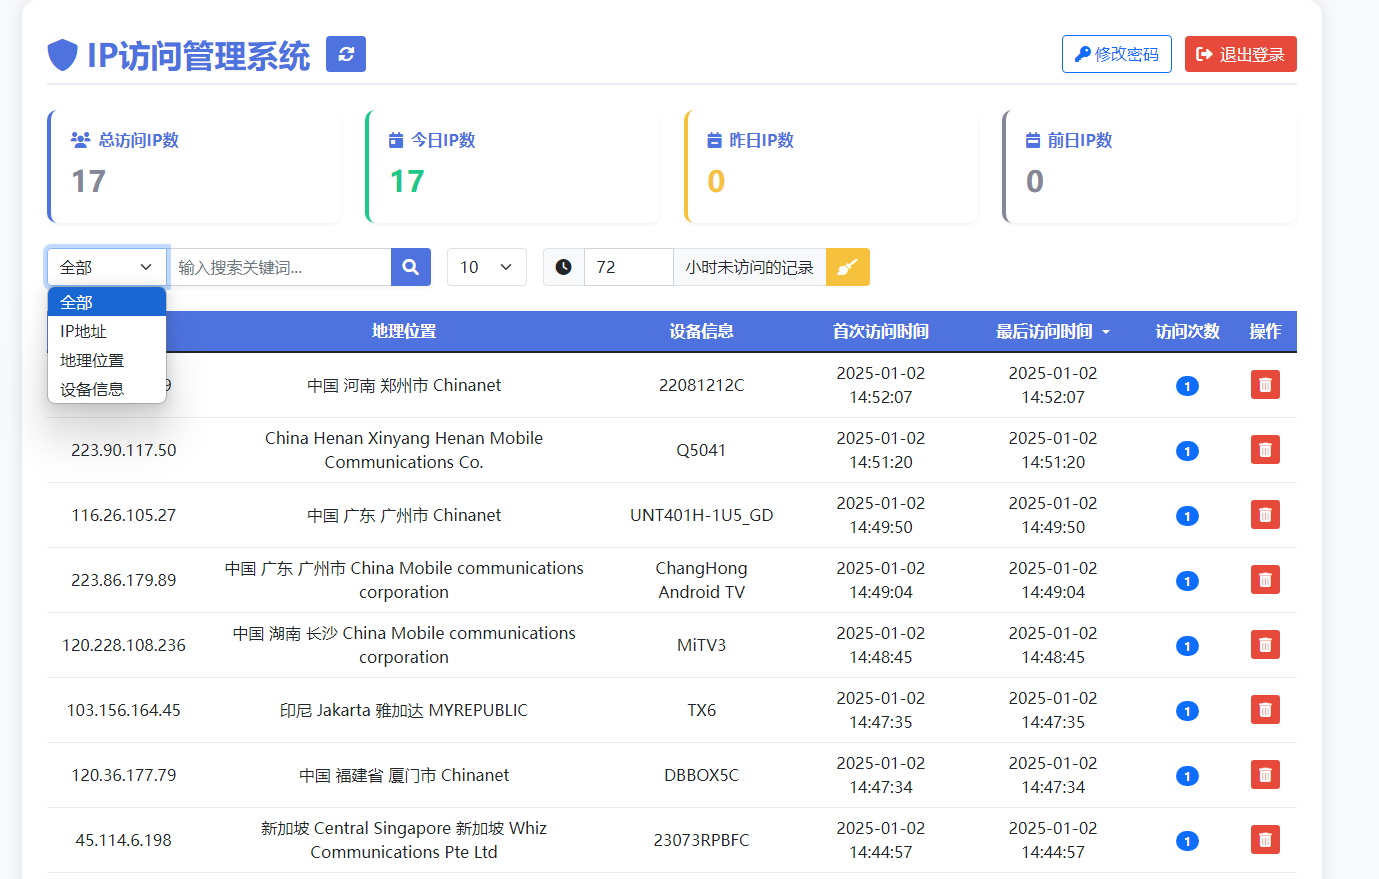 IP访问管理系统
修改密码
退出登录
总访问IP数
17
今日IP数
17
昨日IP数
0
前日IP数
0
全部
输入搜索关键词...
10
72
小时未访问的记录
全部
IP地址
地理位置
设备信息
地理位置
设备信息
首次访问时间
最后访问时间
访问次数
操作
9
中国 河南 郑州市 Chinanet
22081212C
2025-01-02
14:52:07
2025-01-02
14:52:07
1
223.90.117.50
China Henan Xinyang Henan Mobile
Communications Co.
Q5041
2025-01-02
14:51:20
2025-01-02
14:51:20
1
116.26.105.27
中国 广东 广州市 Chinanet
UNT401H-1U5_GD
2025-01-02
14:49:50
2025-01-02
14:49:50
1
223.86.179.89
中国 广东 广州市 China Mobile communications
corporation
ChangHong
Android TV
2025-01-02
14:49:04
2025-01-02
14:49:04
1
120.228.108.236
中国 湖南 长沙 China Mobile communications
corporation
MiTV3
2025-01-02
14:48:45
2025-01-02
14:48:45
1
103.156.164.45
印尼 Jakarta 雅加达 MYREPUBLIC
TX6
2025-01-02
14:47:35
2025-01-02
14:47:35
1
120.36.177.79
中国 福建省 厦门市 Chinanet
DBBOX5C
2025-01-02
14:47:34
2025-01-02
14:47:34
1
45.114.6.198
新加坡 Central Singapore 新加坡 Whiz
Communications Pte Ltd
23073RPBFC
2025-01-02
14:44:57
2025-01-02
14:44:57
1